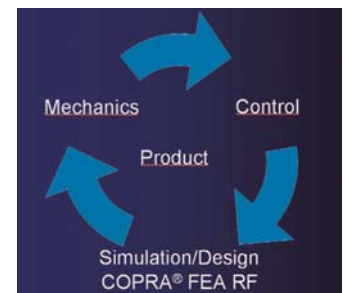 Mechanics Control
Product
Simulation/Design
COPRA® FEA RF